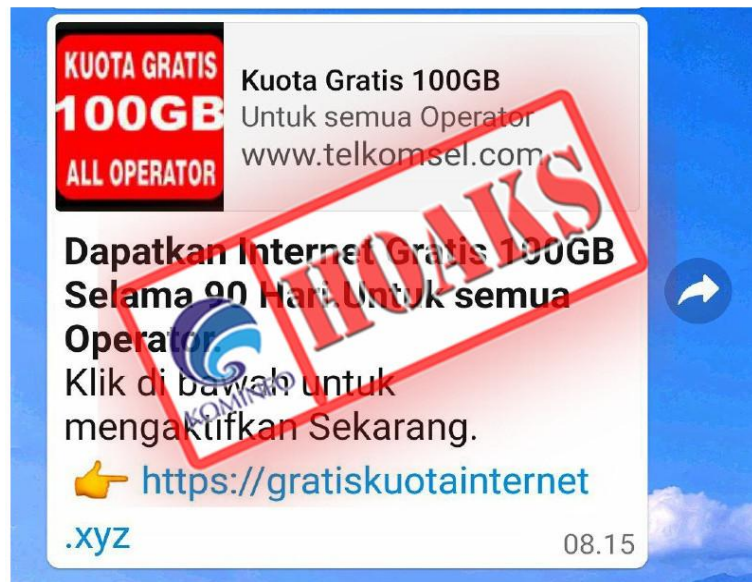 KUOTA GRATIS
100GB
ALL OPERATOR
Kuota Gratis 100GB
Untuk semua Operator
www.telkomsel.com
HOAKS
KOMINFO
Dapatkan Internet Gratis 100GB
Selama 90 Hari.Untuk semua
Operator.
Klik di bawah untuk
mengaktifkan Sekarang.
👉 https://gratiskuotainternet
.xyz
08.15